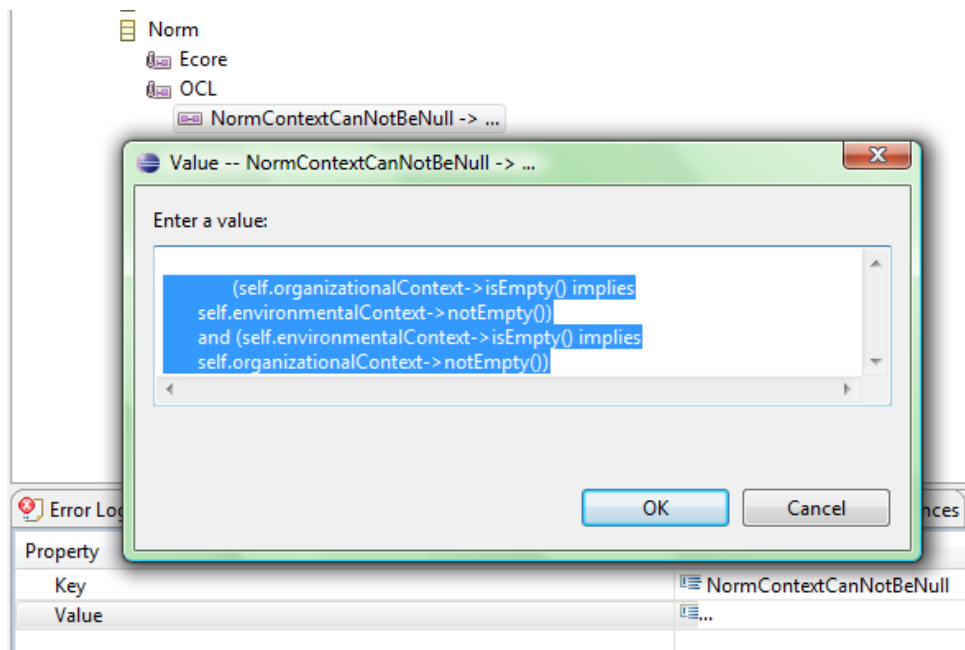 Norm
Ecore
OCL
NormContextCanNotBeNull -> ...
Value -- NormContextCanNotBeNull -> ...
Enter a value:
(self.organizationalContext->isEmpty() implies
self.environmentalContext->notEmpty())
and (self.environmentalContext->isEmpty() implies
self.organizationalContext->notEmpty())
OK Cancel
Error Log
Property
Key NormContextCanNotBeNull
Value ...